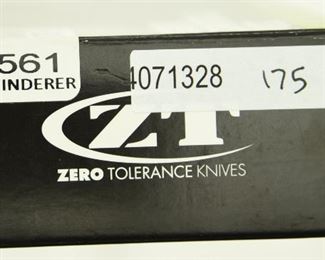 561
INDERER
4071328
175
ZT
ZERO TOLERANCE KNIVES